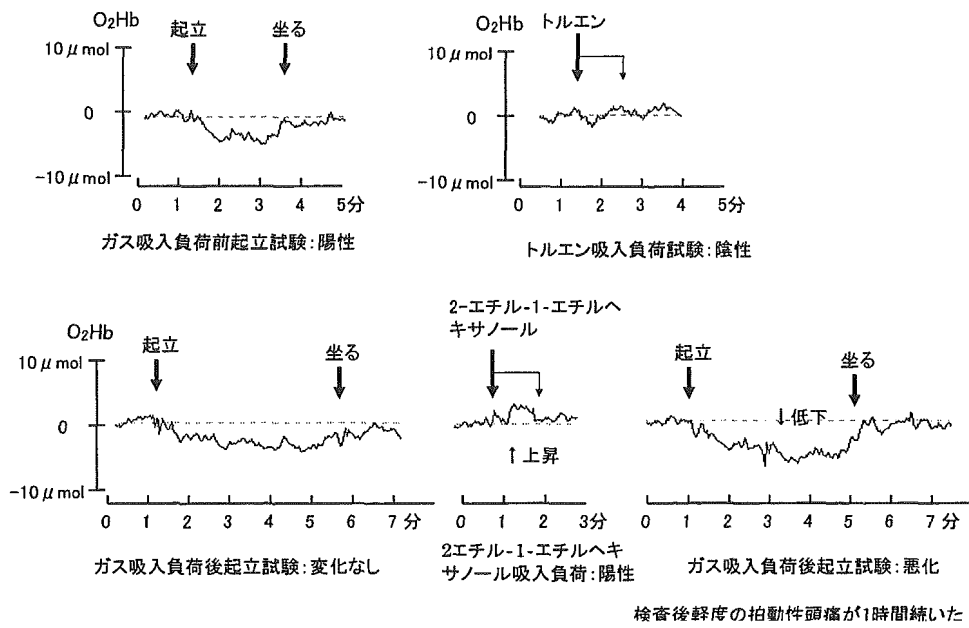 O₂Hb
起立
坐る
10 μmol
0
-10 μmol
0 1 2 3 4 5分
ガス吸入負荷前起立試験:陽性
O₂Hb
トルエン
10 μmol
0
-10 μmol
0 1 2 3 4 5分
トルエン吸入負荷試験:陰性
O₂Hb
起立
坐る
10 μmol
0
-10 μmol
0 1 2 3 4 5 6 7分
ガス吸入負荷後起立試験:変化なし
2-エチル-1-エチルヘ
キサノール
↑上昇
0 1 2 3分
2エチル-1-エチルヘキ
サノール吸入負荷:陽性
起立
坐る
↓低下
0 1 2 3 4 5 6 7分
ガス吸入負荷後起立試験:悪化
検査後軽度の拍動性頭痛が1時間続いた